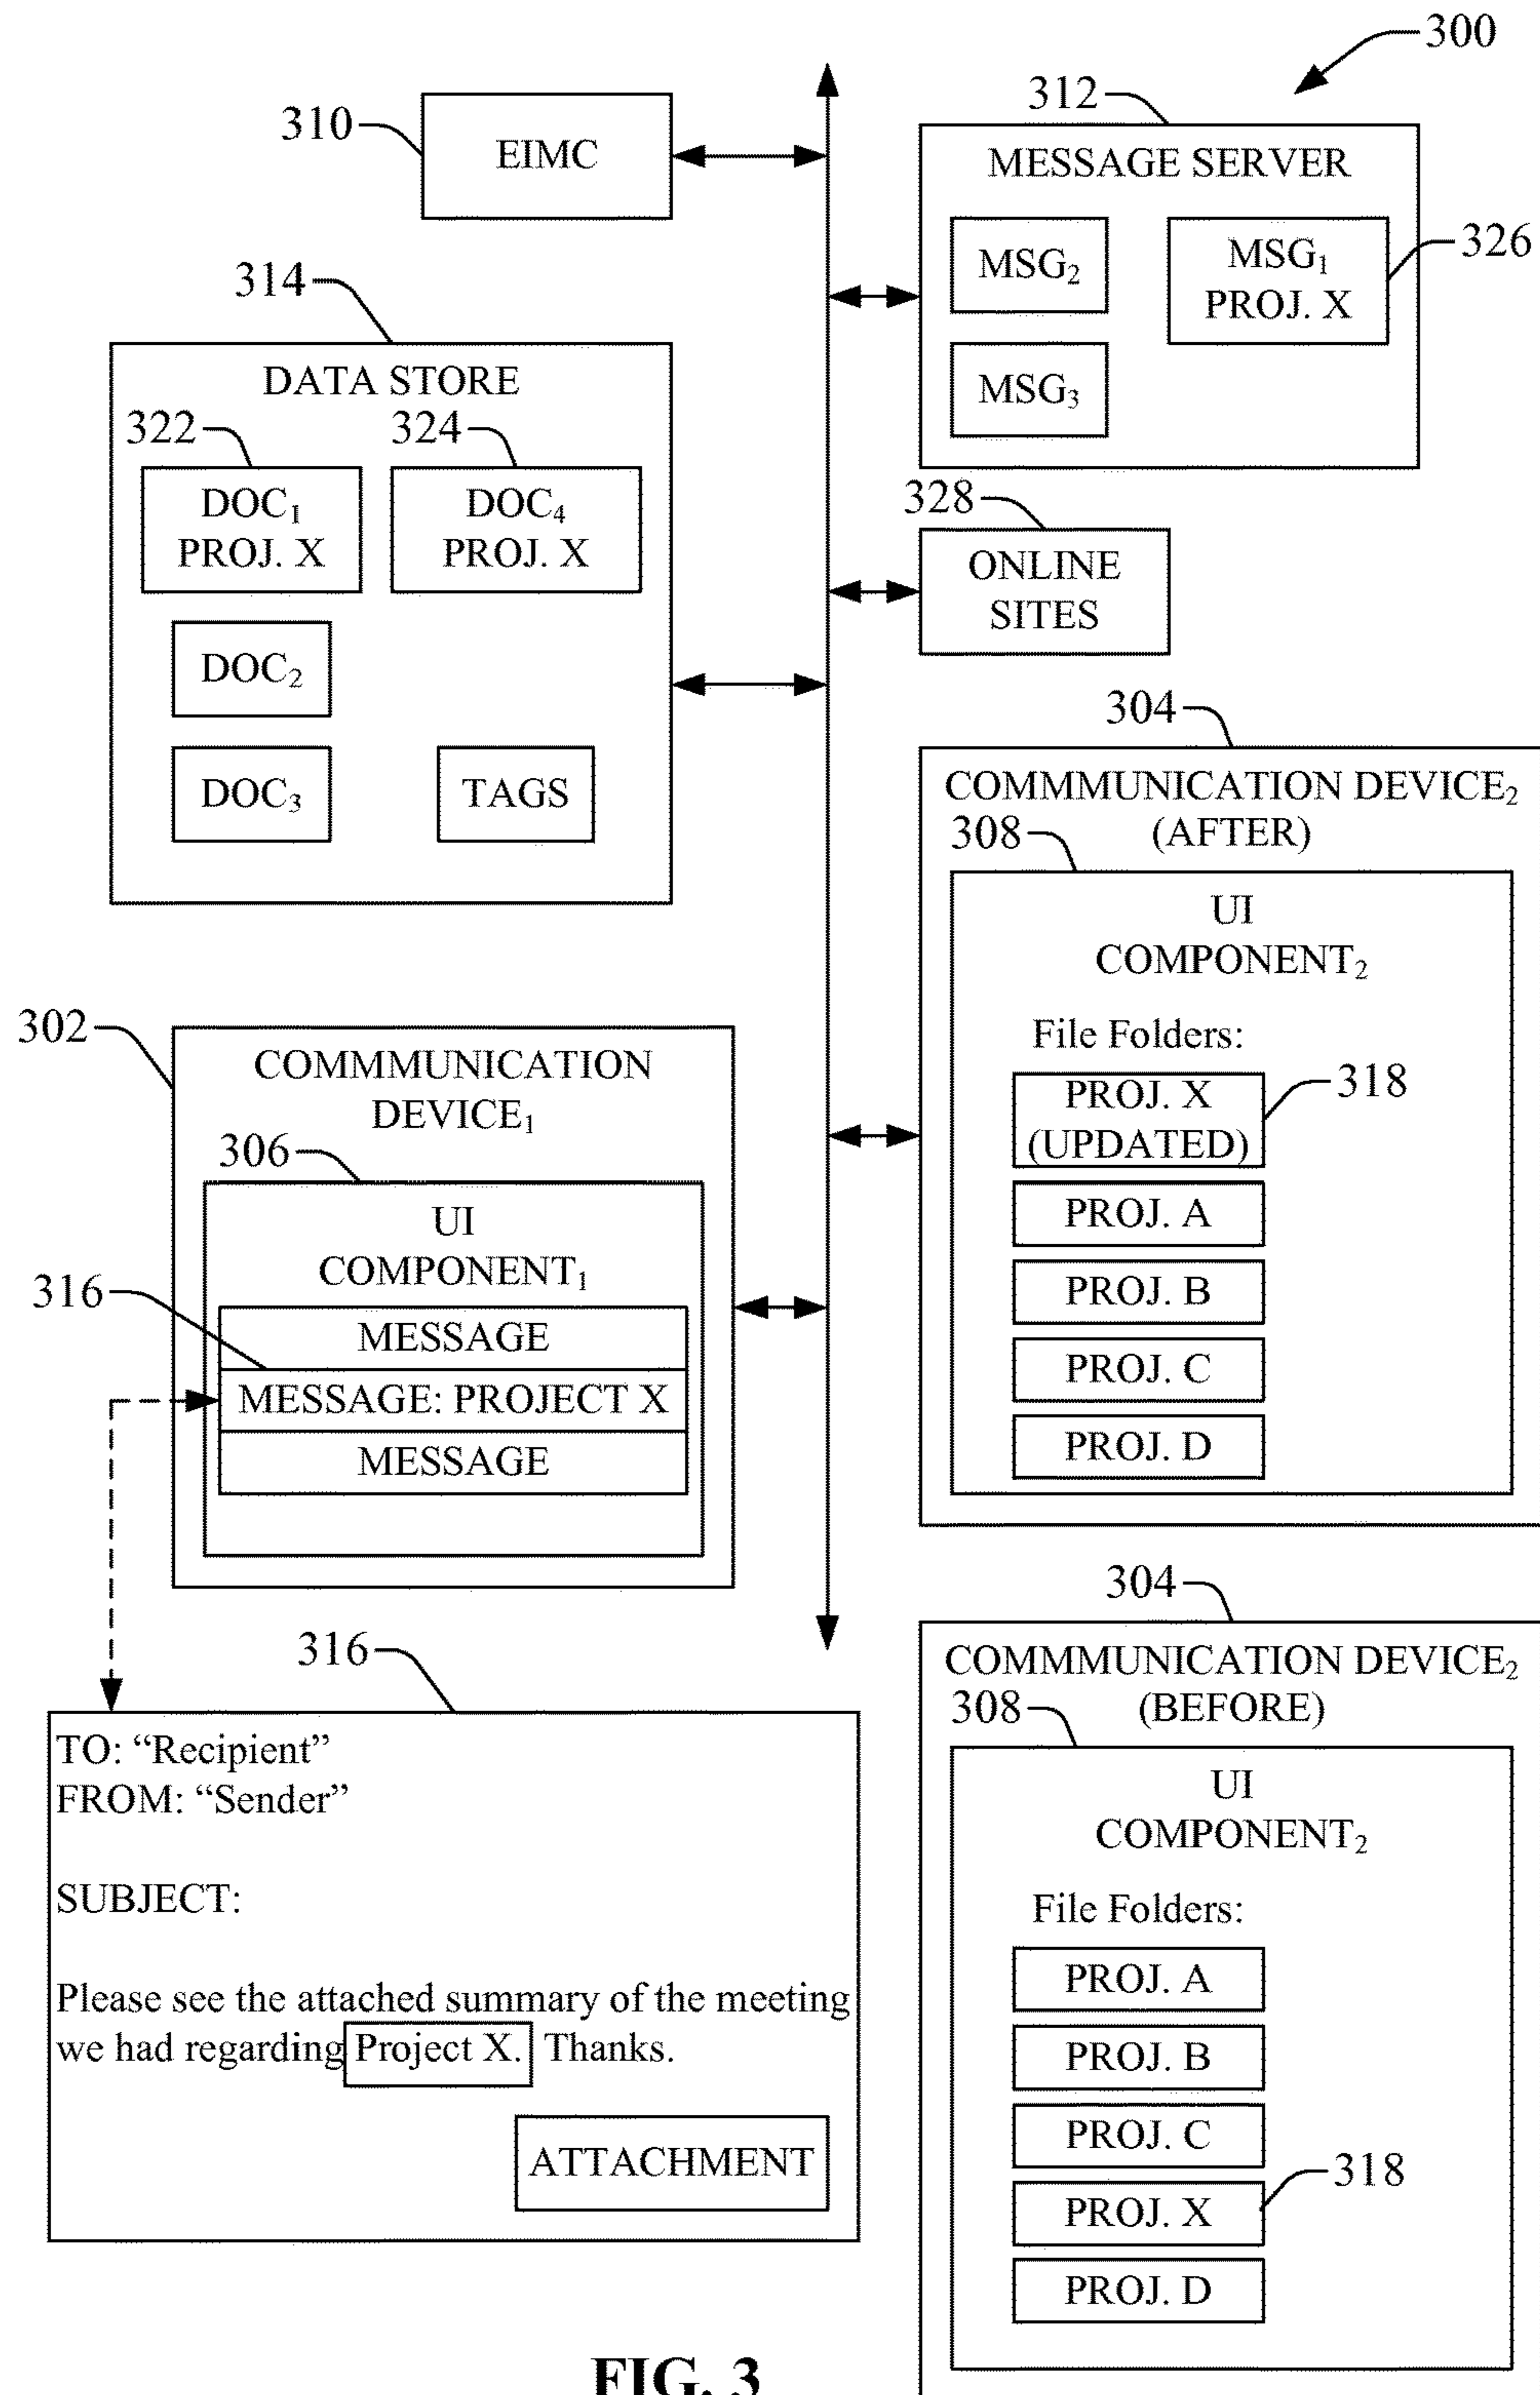 300
310
EIMC
312
MESSAGE SERVER
MSG₂
MSG₁
PROJ. X
326
MSG₃
314
DATA STORE
322
324
DOC₁
PROJ. X
DOC₄
PROJ. X
DOC₂
DOC₃
TAGS
328
ONLINE
SITES
304
COMMMUNICATION DEVICE₂
(AFTER)
308
UI
COMPONENT₂
File Folders:
PROJ. X
(UPDATED)
318
PROJ. A
PROJ. B
PROJ. C
PROJ. D
302
COMMMUNICATION
DEVICE₁
306
UI
COMPONENT₁
316
MESSAGE
MESSAGE: PROJECT X
MESSAGE
316
TO: “Recipient”
FROM: “Sender”
SUBJECT:
Please see the attached summary of the meeting
we had regarding Project X. Thanks.
ATTACHMENT
304
COMMMUNICATION DEVICE₂
(BEFORE)
308
UI
COMPONENT₂
File Folders:
PROJ. A
PROJ. B
PROJ. C
PROJ. X
318
PROJ. D
FIG. 3